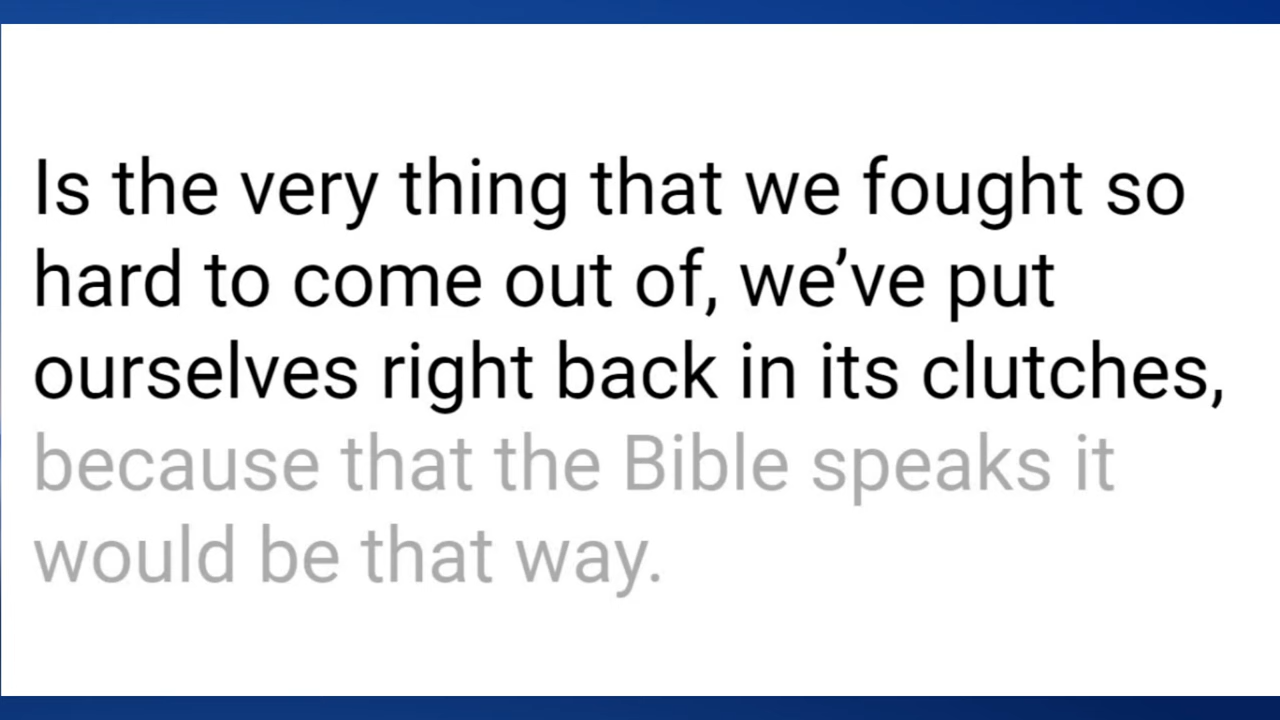 Is the very thing that we fought so
hard to come out of, we’ve put
ourselves right back in its clutches,
because that the Bible speaks it
would be that way.